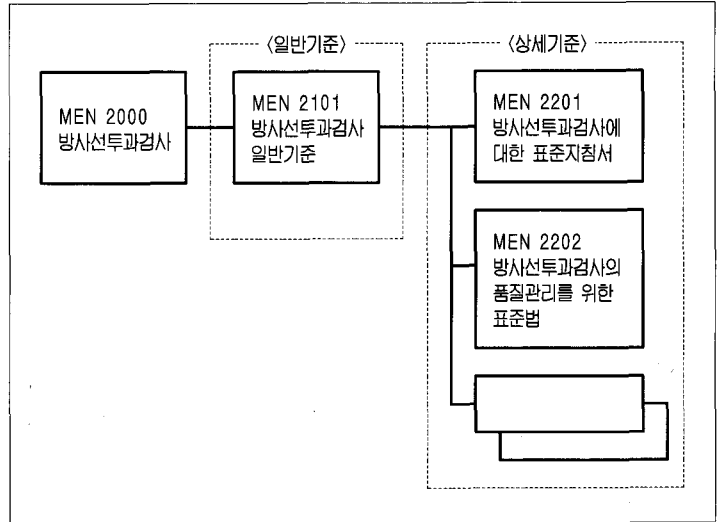 〈일반기준〉
〈상세기준〉
MEN 2000
방사선투과검사
MEN 2101
방사선투과검사
일반기준
MEN 2201
방사선투과검사에
대한 표준지침서
MEN 2202
방사선투과검사의
품질관리를 위한
표준법